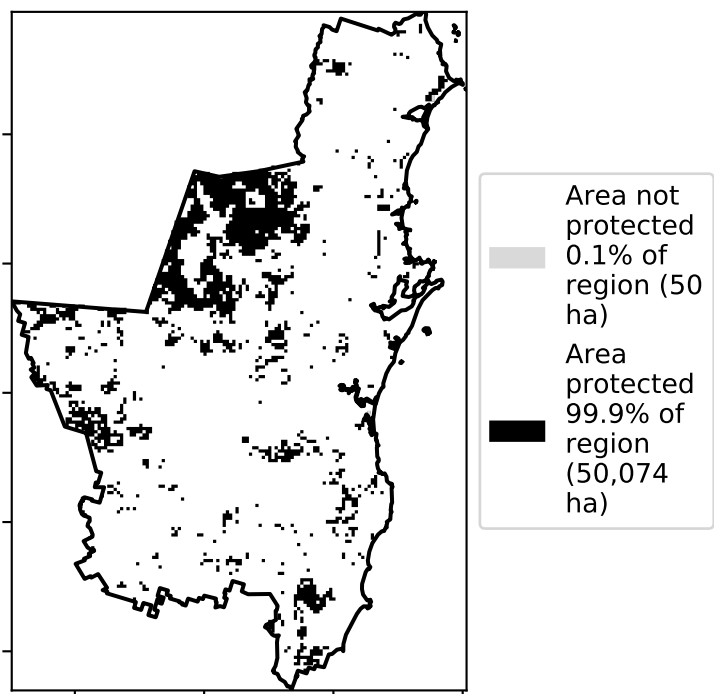 Area not
protected
0.1% of
region (50
ha)
Area
protected
99.9% of
region
(50,074
ha)